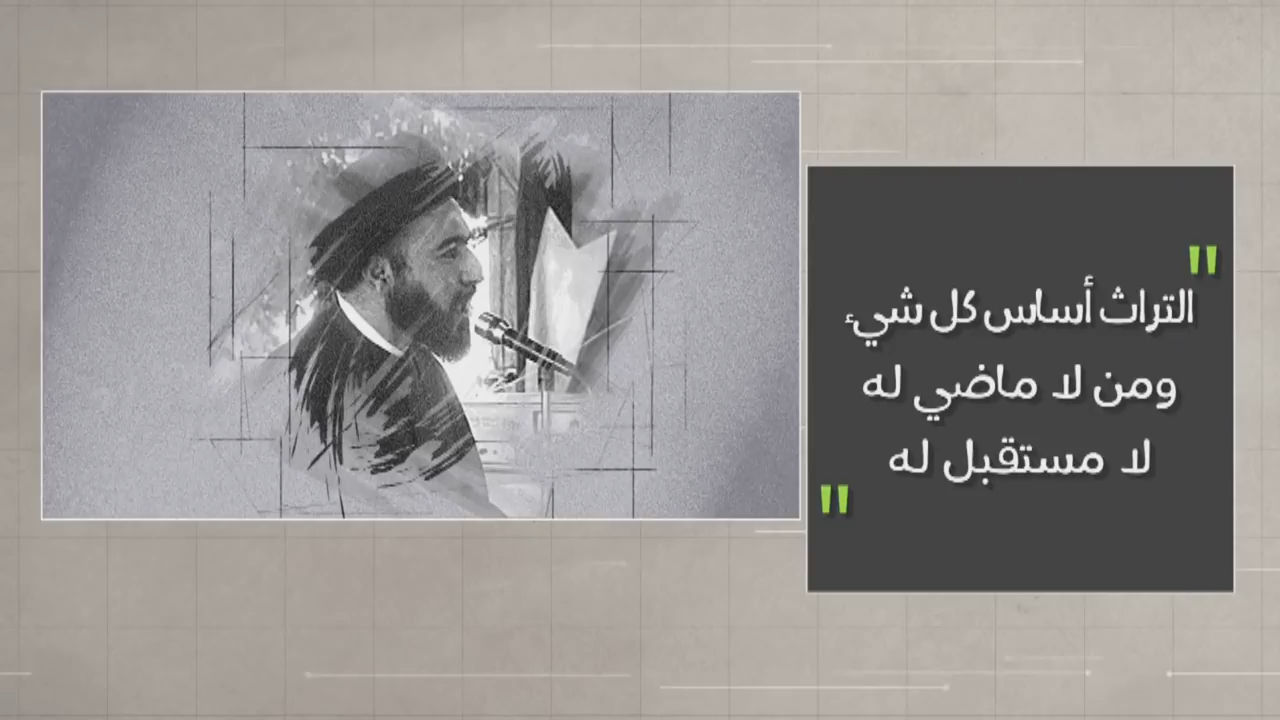 "التراث أساس كل شيء
ومن لا ماضي له
لا مستقبل له"